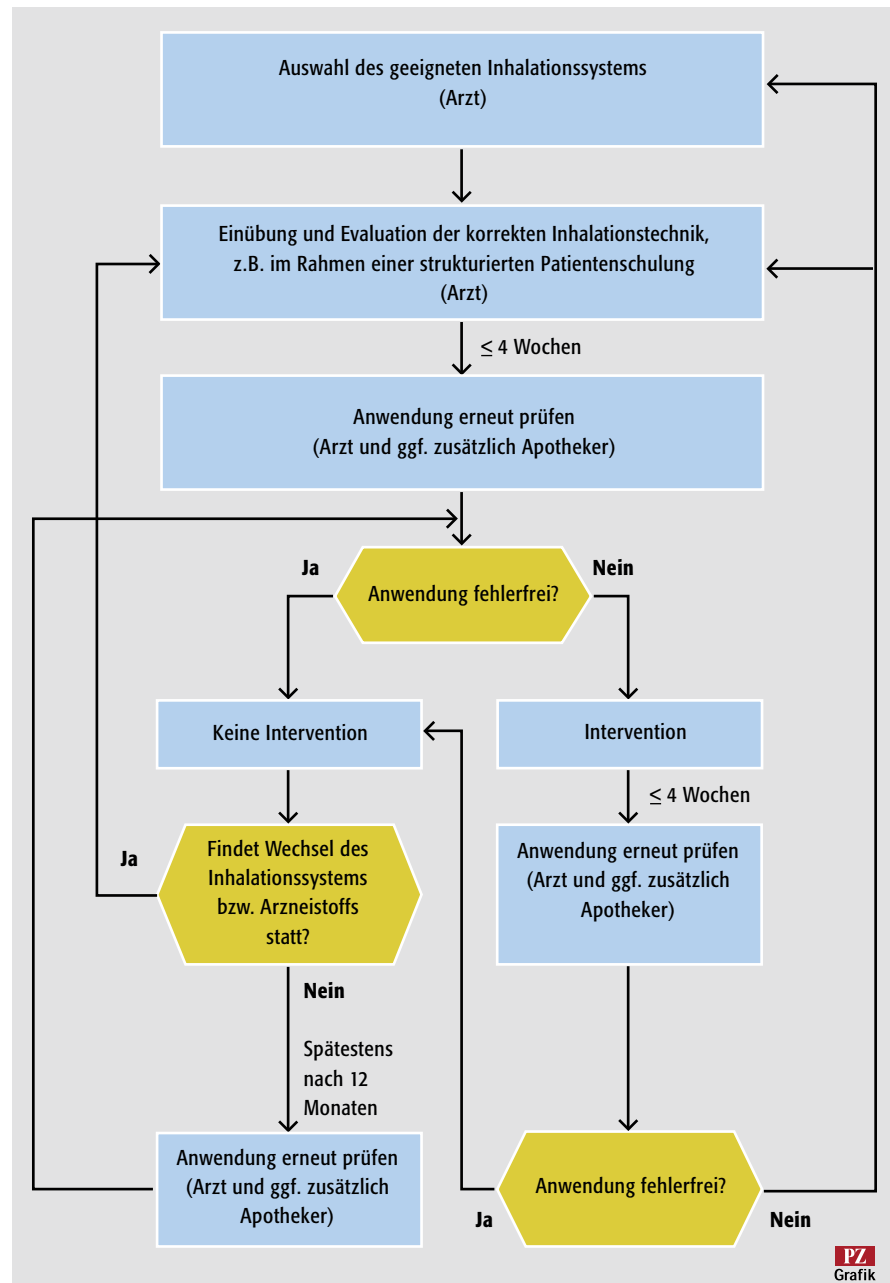 Auswahl des geeigneten Inhalationssystems
(Arzt)
Einübung und Evaluation der korrekten Inhalationstechnik,
z.B. im Rahmen einer strukturierten Patientenschulung
(Arzt)
≤ 4 Wochen
Anwendung erneut prüfen
(Arzt und ggf. zusätzlich Apotheker)
Ja
Nein
Anwendung fehlerfrei?
Keine Intervention
Intervention
≤ 4 Wochen
Ja
Findet Wechsel des
Inhalationssystems
bzw. Arzneistoffs
statt?
Anwendung erneut prüfen
(Arzt und ggf. zusätzlich
Apotheker)
Nein
Spätestens
nach 12
Monaten
Anwendung erneut prüfen
(Arzt und ggf. zusätzlich
Apotheker)
Anwendung fehlerfrei?
Ja
Nein
PZ
Grafik